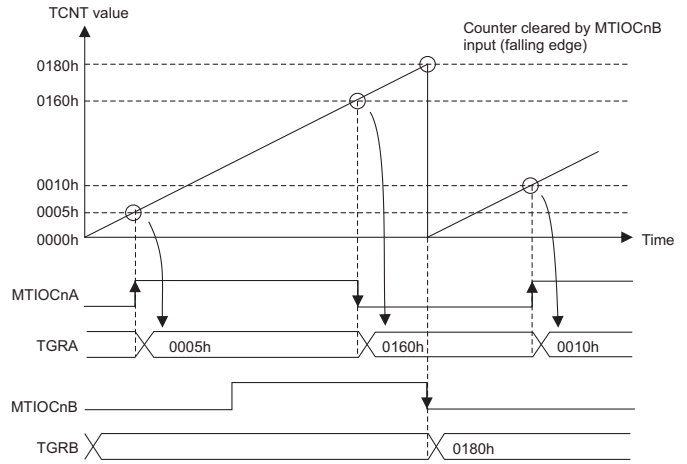 TCNT value
Counter cleared by MTIOCnB
input (falling edge)
0180h
0160h
0010h
0005h
0000h
Time
MTIOCnA
TGRA
0005h
0160h
0010h
MTIOCnB
TGRB
0180h